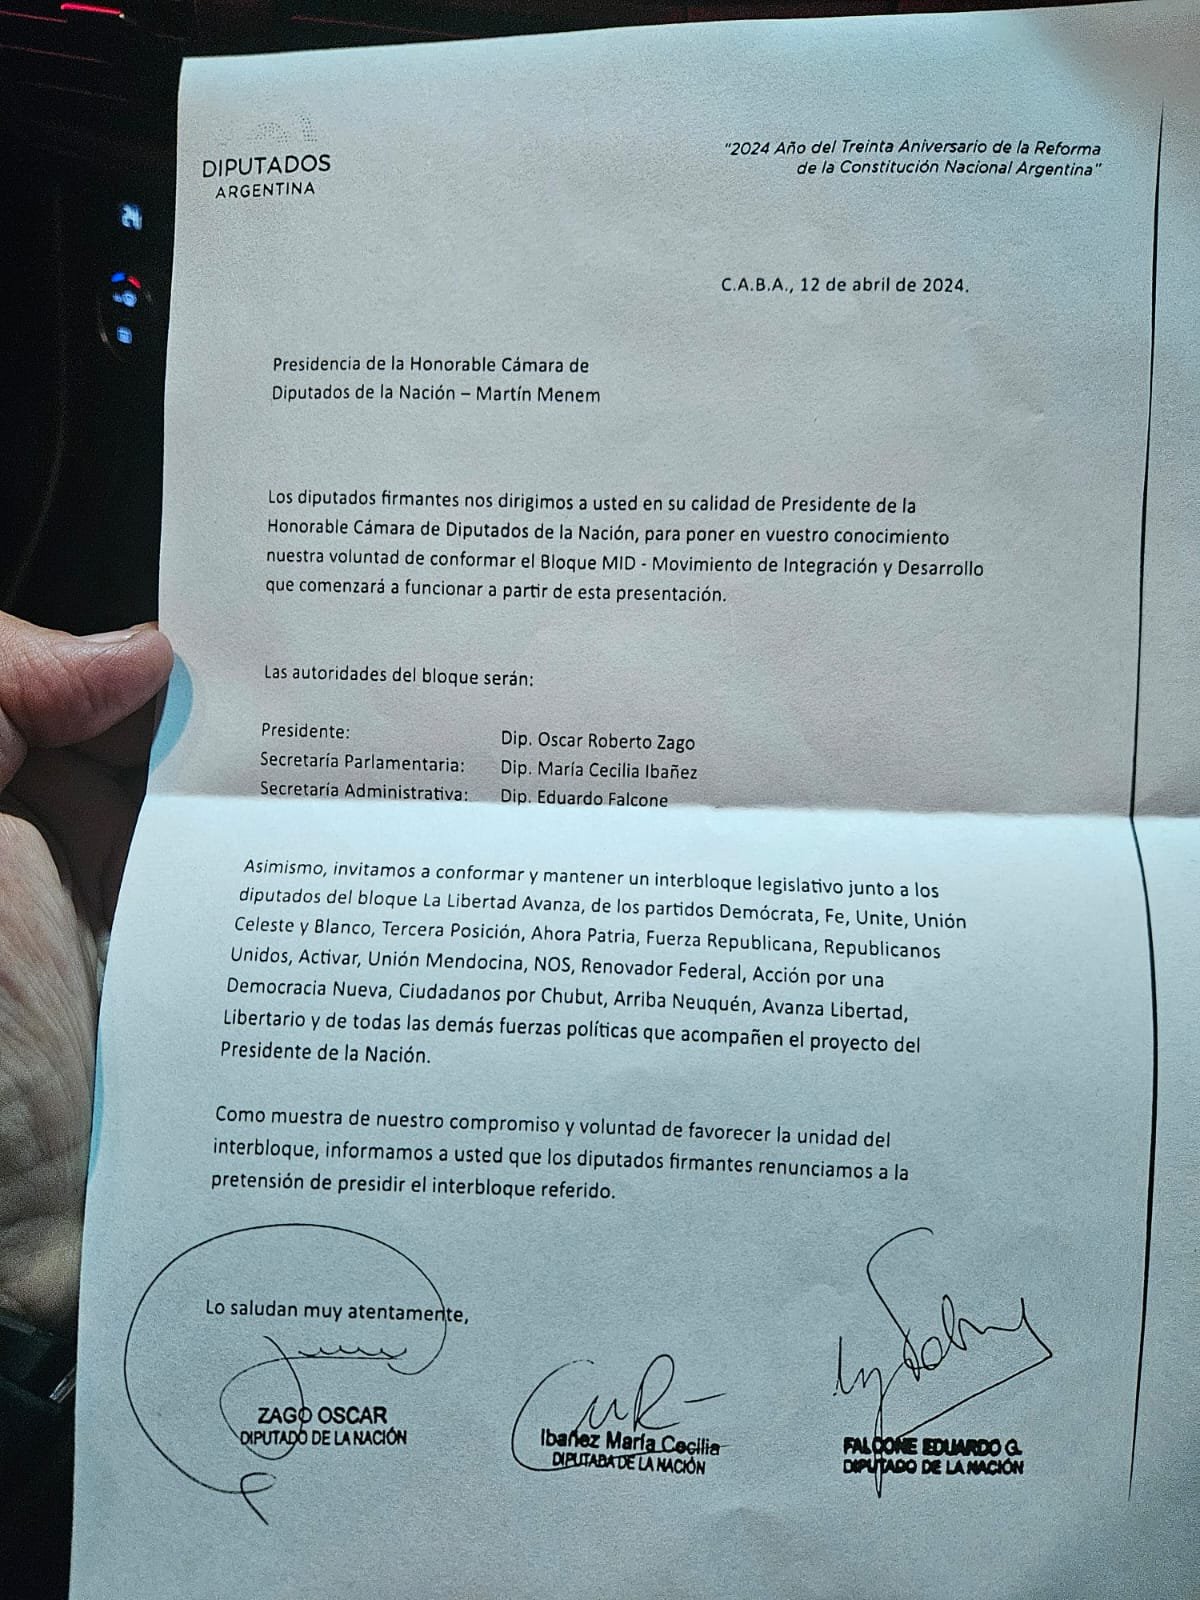 DIPUTADOS
ARGENTINA
"2024 Año del Treinta Aniversario de la Reforma
de la Constitución Nacional Argentina"
C.A.B.A., 12 de abril de 2024.
Presidencia de la Honorable Cámara de
Diputados de la Nación – Martín Menem
Los diputados firmantes nos dirigimos a usted en su calidad de Presidente de la
Honorable Cámara de Diputados de la Nación, para poner en vuestro conocimiento
nuestra voluntad de conformar el Bloque MID - Movimiento de Integración y Desarrollo
que comenzará a funcionar a partir de esta presentación.
Las autoridades del bloque serán:
Presidente: Dip. Oscar Roberto Zago
Secretaría Parlamentaria: Dip. María Cecilia Ibañez
Secretaría Administrativa: Dip. Eduardo Falcone
Asimismo, invitamos a conformar y mantener un interbloque legislativo junto a los
diputados del bloque La Libertad Avanza, de los partidos Demócrata, Fe, Unite, Unión
Celeste y Blanco, Tercera Posición, Ahora Patria, Fuerza Republicana, Republicanos
Unidos, Activar, Unión Mendocina, NOS, Renovador Federal, Acción por una
Democracia Nueva, Ciudadanos por Chubut, Arriba Neuquén, Avanza Libertad,
Libertario y de todas las demás fuerzas políticas que acompañen el proyecto del
Presidente de la Nación.
Como muestra de nuestro compromiso y voluntad de favorecer la unidad del
interbloque, informamos a usted que los diputados firmantes renunciamos a la
pretensión de presidir el interbloque referido.
Lo saludan muy atentamente,
ZAGO OSCAR
DIPUTADO DE LA NACIÓN
Ibañez María Cecilia
DIPUTADA DE LA NACIÓN
FALCONE EDUARDO G.
DIPUTADO DE LA NACIÓN